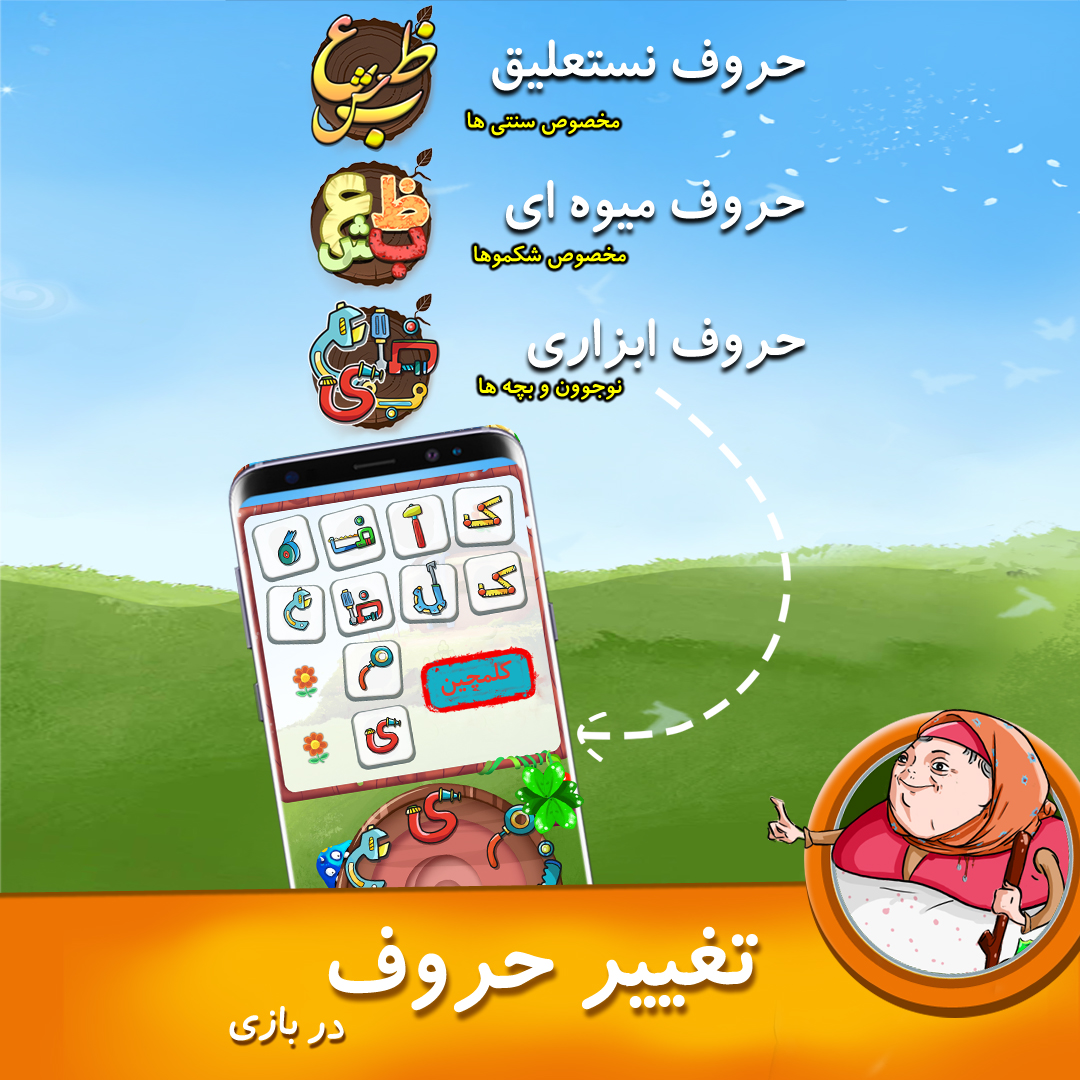 حروف نستعلیق
مخصوص سنتی ها
حروف میوه ای
مخصوص شکموها
حروف ابزاری
نوجوون و بچه ها
کلمچین
تغییر حروف
در بازی